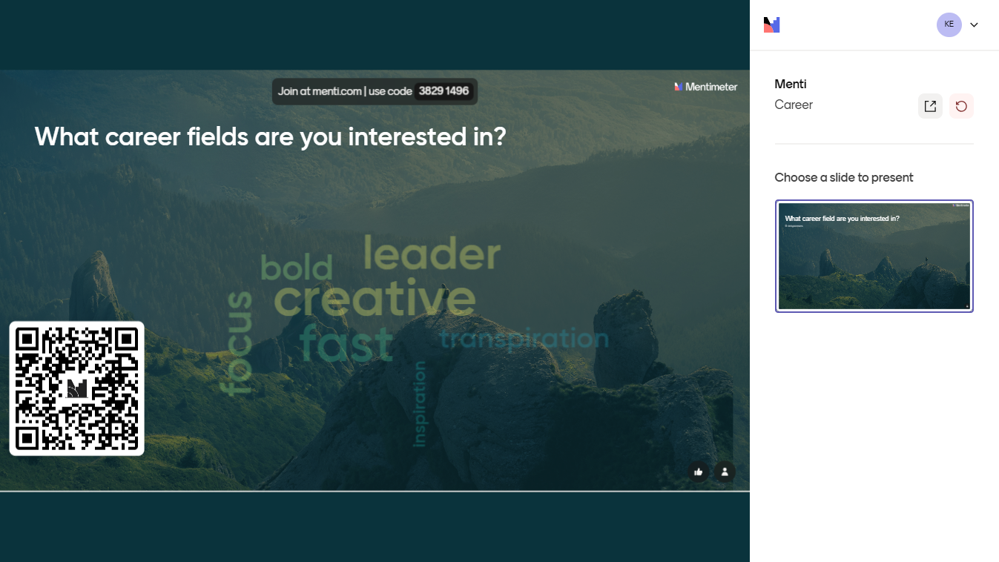 Join at menti.com | use code 3829 1496
Mentimeter
What career fields are you interested in?
leader
bold
creative
focus
fast
transpiration
inspiration
KE
Menti
Career
Choose a slide to present
Mentimeter
What career field are you interested in?